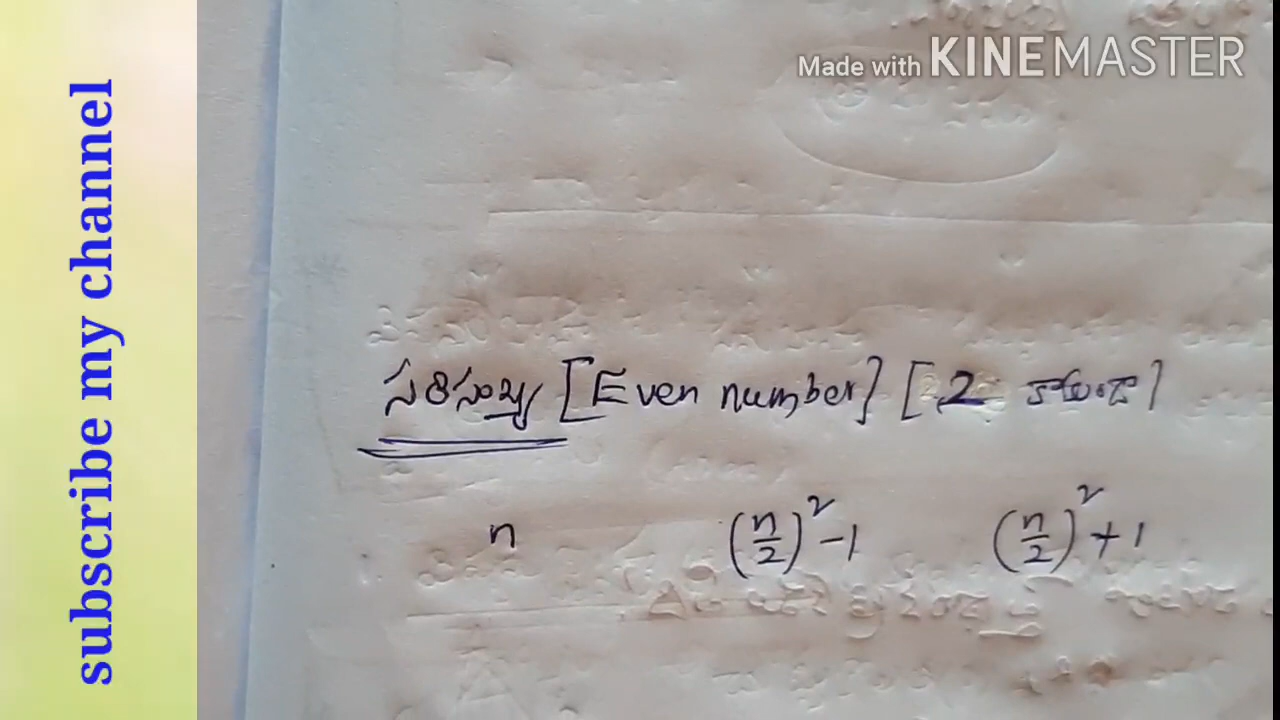 subscribe my channel
Made with KINEMASTER
సరిసంఖ్య [Even number] [2 కాకుండా]
n (n/2)² - 1 (n/2)² + 1